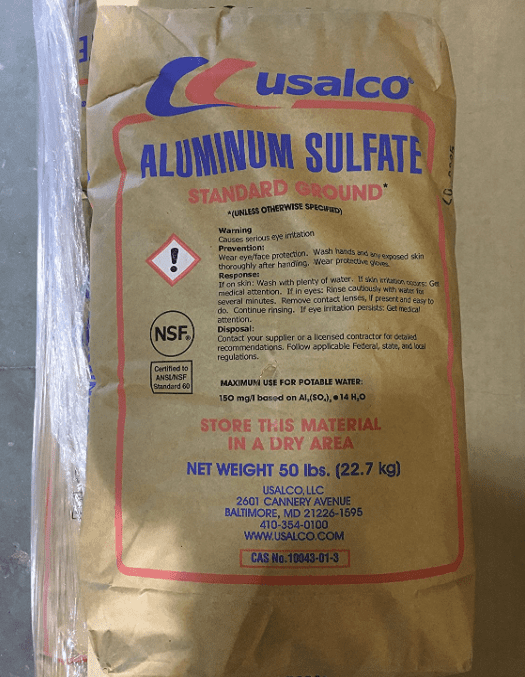 usalco
ALUMINUM SULFATE
STANDARD GROUND*
*(UNLESS OTHERWISE SPECIFIED)
Warning
Causes serious eye irritation
Prevention:
Wear eye/face protection. Wash hands and any exposed skin
thoroughly after handling. Wear protective gloves.
Response:
If on skin: Wash with plenty of water. If skin irritation occurs: Get
medical attention. If in eyes: Rinse cautiously with water for
several minutes. Remove contact lenses, if present and easy to
do. Continue rinsing. If eye irritation persists: Get medical
attention.
Disposal:
Contact your supplier or a licensed contractor for detailed
recommendations. Follow applicable Federal, state, and local
regulations.
NSF®
Certified to
ANSI/NSF
Standard 60
MAXIMUM USE FOR POTABLE WATER:
150 mg/l based on Al₂(SO₄)₃ • 14 H₂O
STORE THIS MATERIAL
IN A DRY AREA
NET WEIGHT 50 lbs. (22.7 kg)
USALCO, LLC
2601 CANNERY AVENUE
BALTIMORE, MD 21226-1595
410-354-0100
WWW.USALCO.COM
CAS No.10043-01-3